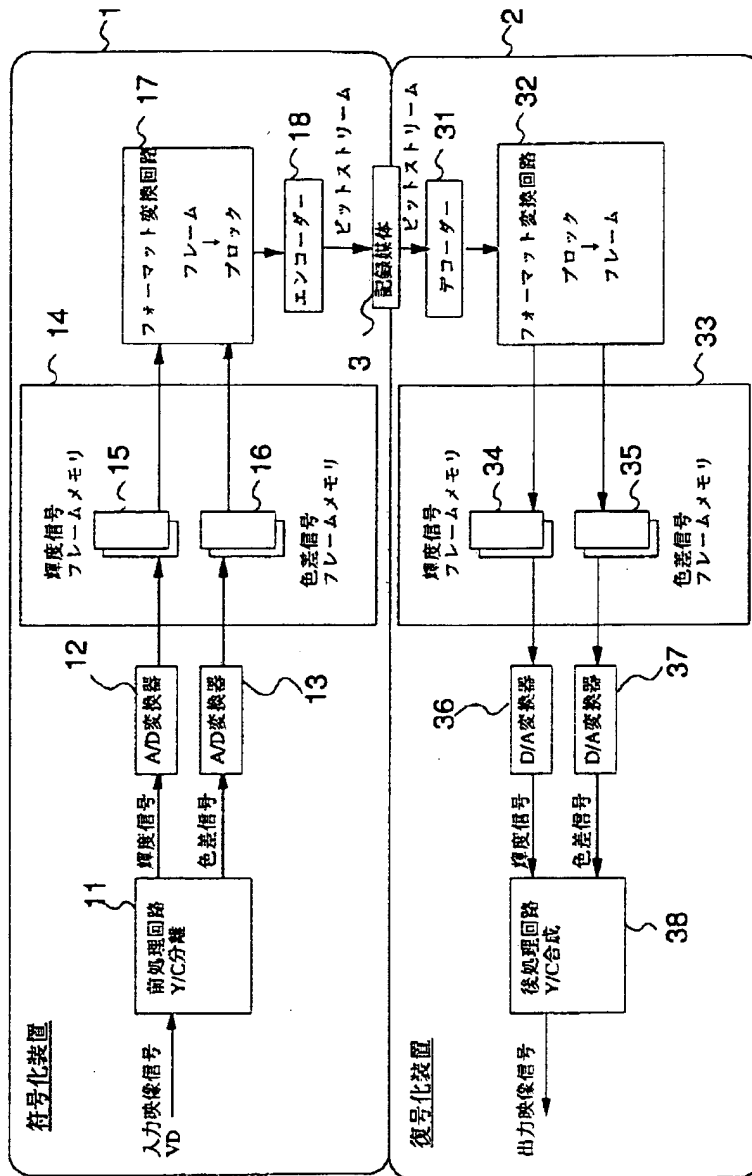 符号化装置
1
入力映像信号
VD
11
前処理回路
Y/C分離
輝度信号
色差信号
12
A/D変換器
A/D変換器
13
14
輝度信号
フレームメモリ
15
16
色差信号
フレームメモリ
17
フォーマット変換回路
フレーム
↓
ブロック
18
エンコーダー
ビットストリーム
3
記録媒体
ビットストリーム
31
デコーダー
復号化装置
2
32
フォーマット変換回路
ブロック
↓
フレーム
33
輝度信号
フレームメモリ
34
35
色差信号
フレームメモリ
36
D/A変換器
D/A変換器
37
輝度信号
色差信号
後処理回路
Y/C合成
38
出力映像信号